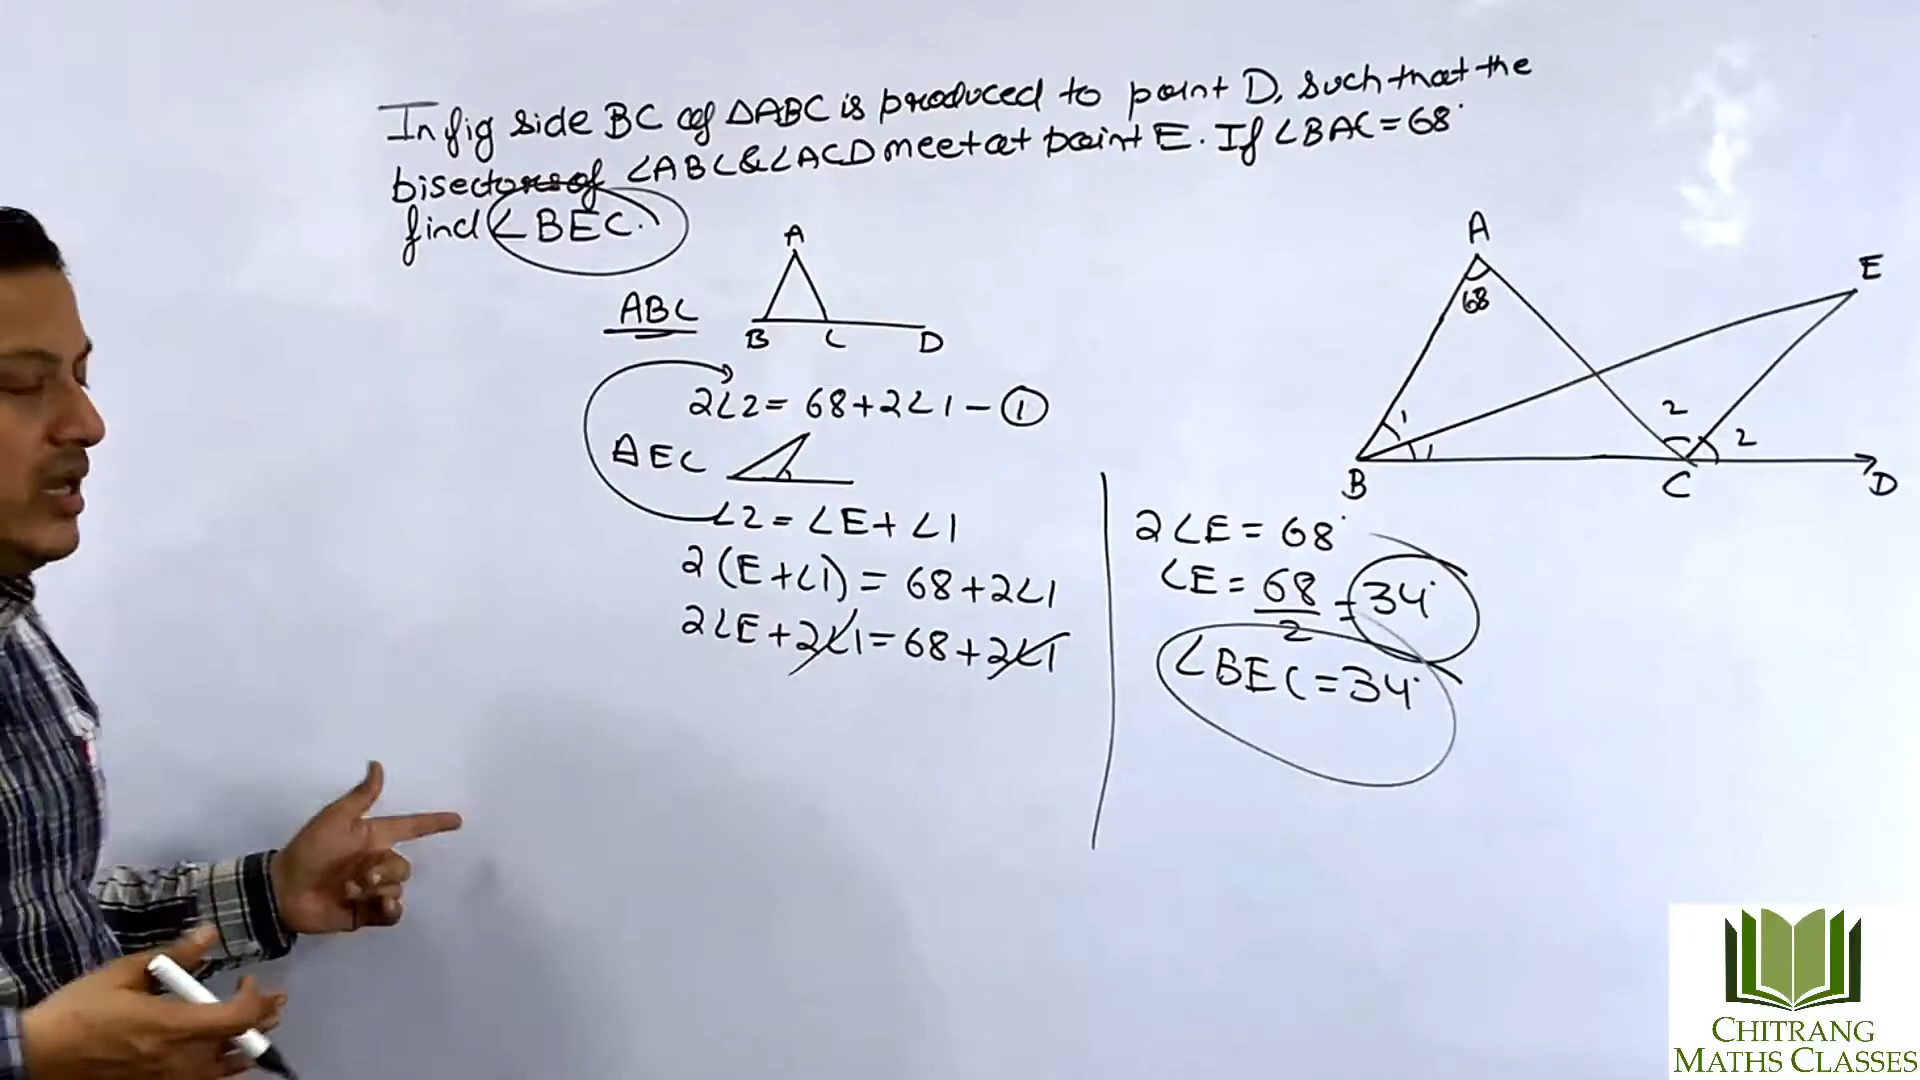 In fig side BC of △ABC is produced to point D, such that the
bisectors of ∠ABC & ∠ACD meet at point E. If ∠BAC = 68°
find ∠BEC.
A
ABC
B C D
2∠2 = 68 + 2∠1 - ①
EC
∠2 = ∠E + ∠1
2(E + ∠1) = 68 + 2∠1
2∠E + 2∠1 = 68 + 2∠1
2∠E = 68°
∠E = 68/2 = 34°
∠BEC = 34°
A
E
68
1
1
2
2
B C D
CHITRANG
MATHS CLASSES